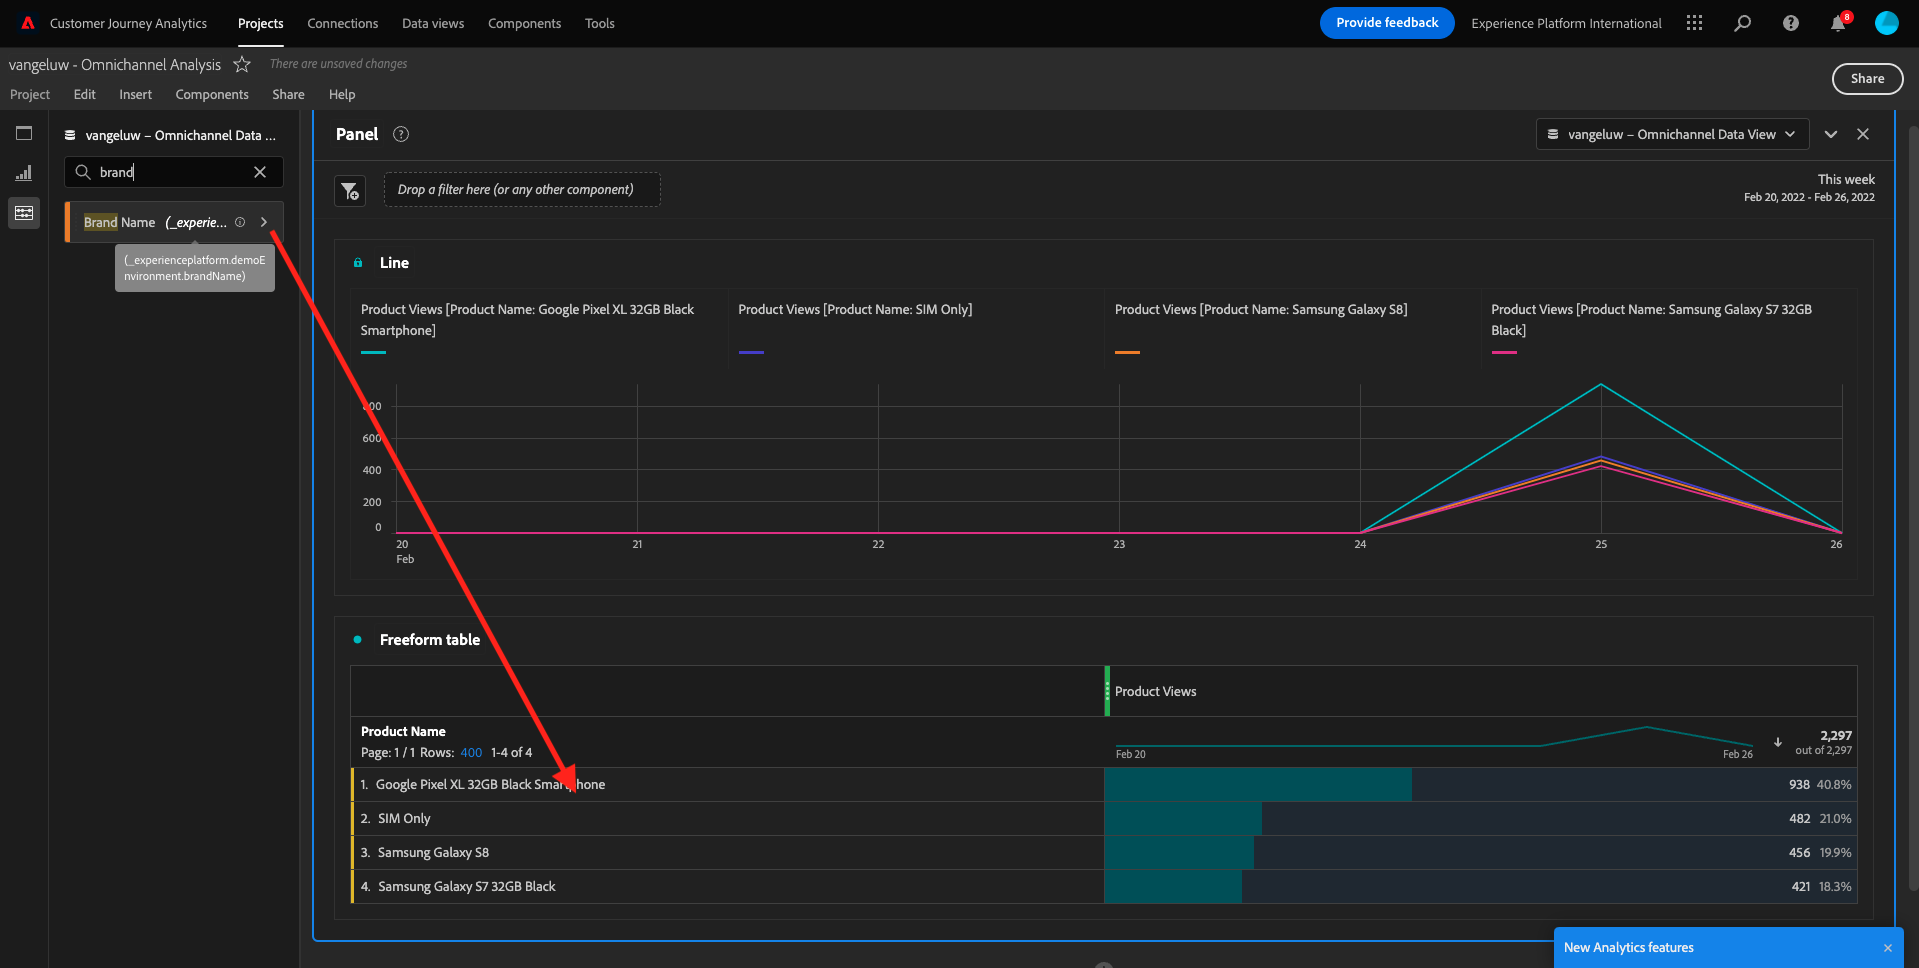 Customer Journey Analytics
Projects
Connections
Data views
Components
Tools
Provide feedback
Experience Platform International
8
vangeluw - Omnichannel Analysis
There are unsaved changes
Project
Edit
Insert
Components
Share
Help
Share
vangeluw – Omnichannel Data ...
brand
Brand Name (_experie...
(_experienceplatform.demoE
nvironment.brandName)
Panel
vangeluw – Omnichannel Data View
Drop a filter here (or any other component)
This week
Feb 20, 2022 - Feb 26, 2022
Line
Product Views [Product Name: Google Pixel XL 32GB Black
Smartphone]
Product Views [Product Name: SIM Only]
Product Views [Product Name: Samsung Galaxy S8]
Product Views [Product Name: Samsung Galaxy S7 32GB
Black]
600
400
200
0
20
Feb
21
22
23
24
25
26
Freeform table
Product Views
Product Name
Page: 1 / 1 Rows: 400 1-4 of 4
Feb 20
Feb 26
2,297
out of 2,297
1. Google Pixel XL 32GB Black Smartphone
938 40.8%
2. SIM Only
482 21.0%
3. Samsung Galaxy S8
456 19.9%
4. Samsung Galaxy S7 32GB Black
421 18.3%
New Analytics features